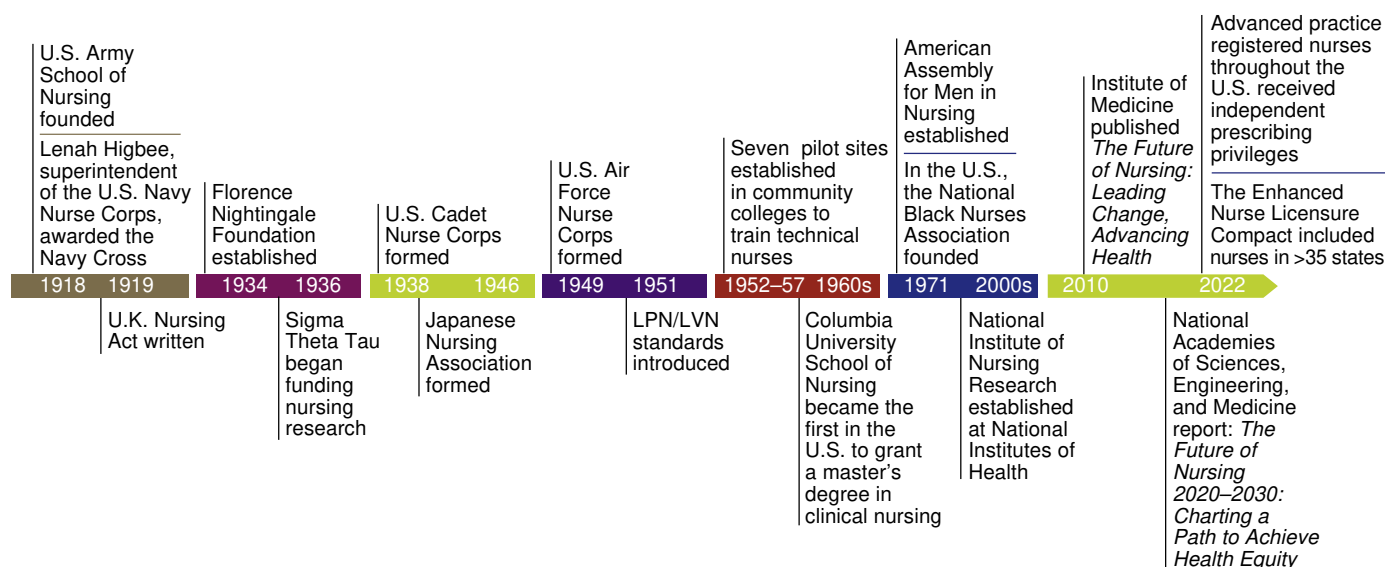 U.S. Army
School of
Nursing
founded
Lenah Higbee,
superintendent
of the U.S. Navy
Nurse Corps,
awarded the
Navy Cross
Florence
Nightingale
Foundation
established
U.S. Cadet
Nurse Corps
formed
U.S. Air
Force
Nurse
Corps
formed
Seven pilot sites
established
in community
colleges to
train technical
nurses
American
Assembly
for Men in
Nursing
established
In the U.S.,
the National
Black Nurses
Association
founded
Institute of
Medicine
published
The Future
of Nursing:
Leading
Change,
Advancing
Health
Advanced practice
registered nurses
throughout the
U.S. received
independent
prescribing
privileges
The Enhanced
Nurse Licensure
Compact included
nurses in >35 states
1918 1919 1934 1936 1938 1946 1949 1951 1952–57 1960s 1971 2000s 2010 2022
U.K. Nursing
Act written
Sigma
Theta Tau
began
funding
nursing
research
Japanese
Nursing
Association
formed
LPN/LVN
standards
introduced
Columbia
University
School of
Nursing
became the
first in the
U.S. to grant
a master's
degree in
clinical nursing
National
Institute of
Nursing
Research
established
at National
Institutes of
Health
National
Academies
of Sciences,
Engineering,
and Medicine
report: The
Future of
Nursing
2020–2030:
Charting a
Path to Achieve
Health Equity